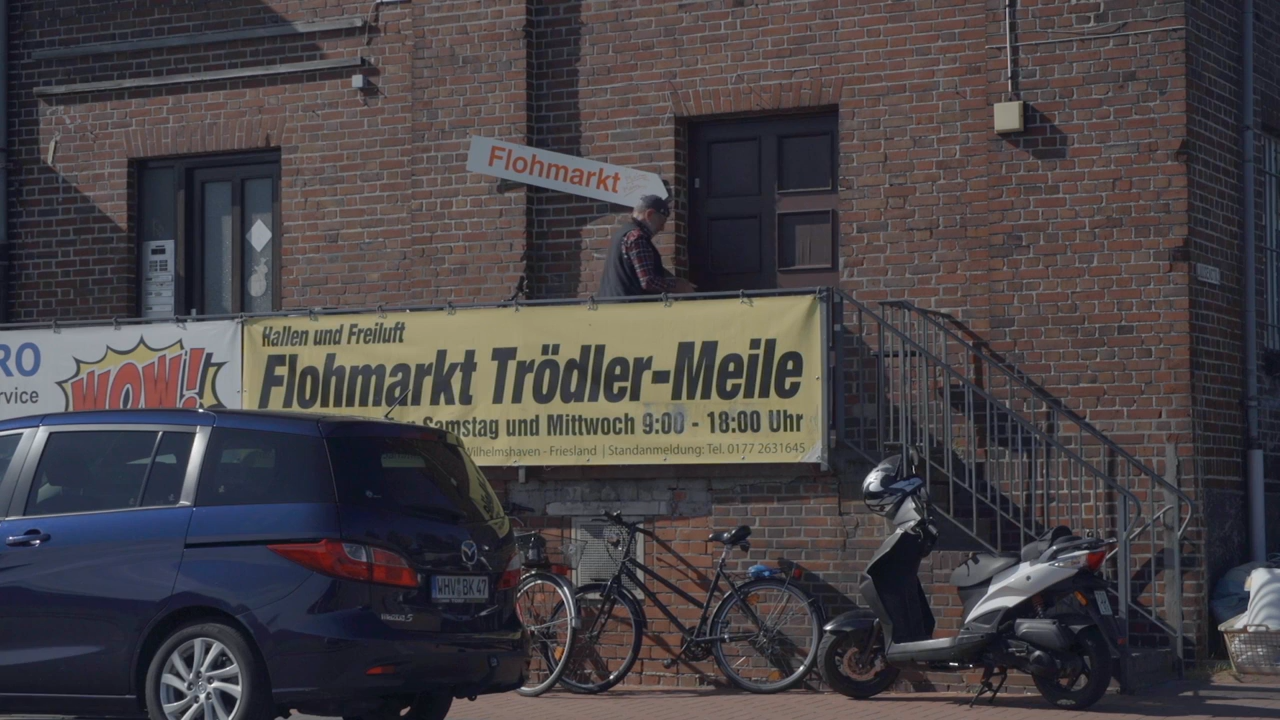 Flohmarkt
RO
rvice
WOW!
Hallen und Freiluft
Flohmarkt Trödler-Meile
Samstag und Mittwoch 9:00 - 18:00 Uhr
Wilhelmshaven - Friesland | Standanmeldung: Tel. 0177 2631645
WHV BK 47